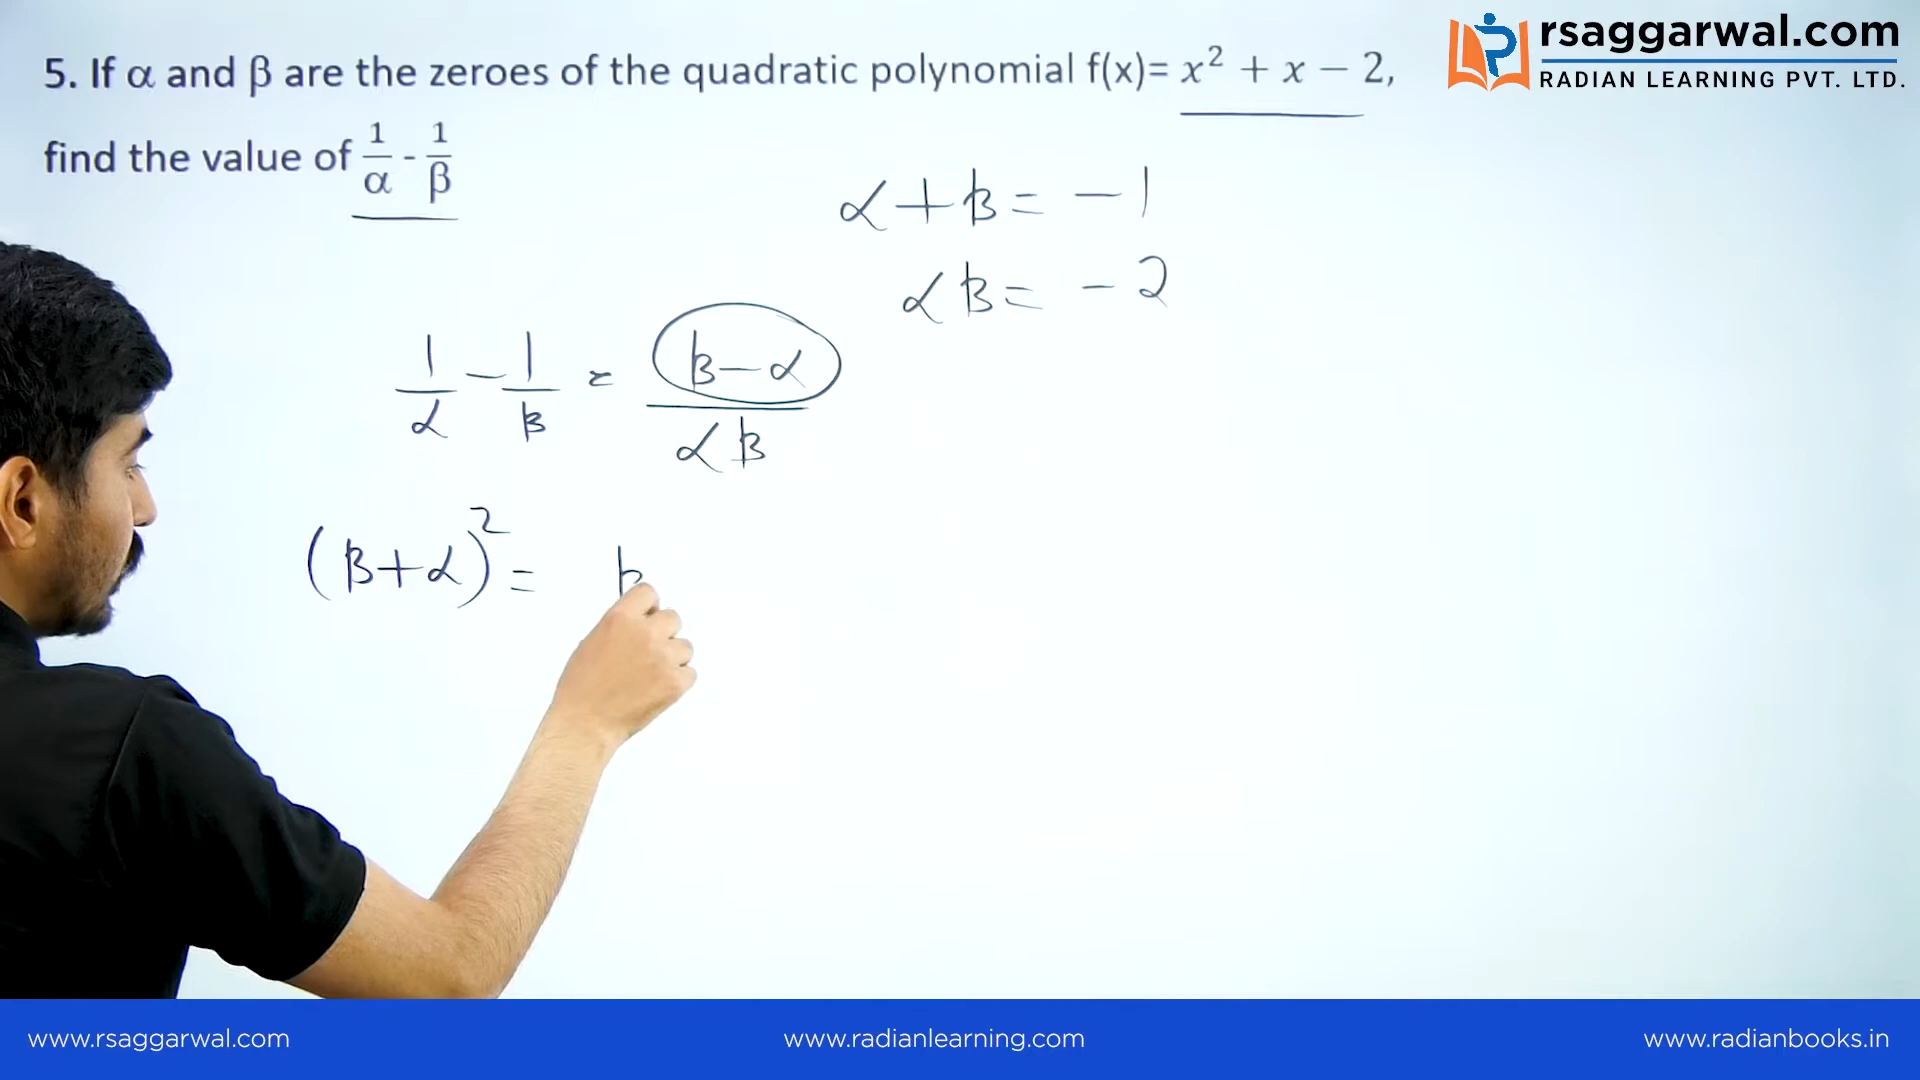 rsaggarwal.com
RADIAN LEARNING PVT. LTD.
5. If α and β are the zeroes of the quadratic polynomial f(x)= x² + x − 2,
find the value of 1/α - 1/β
α + β = − 1
αβ = − 2
1/α − 1/β = (β − α)/(αβ)
(β+α)² = β
www.rsaggarwal.com
www.radianlearning.com
www.radianbooks.in